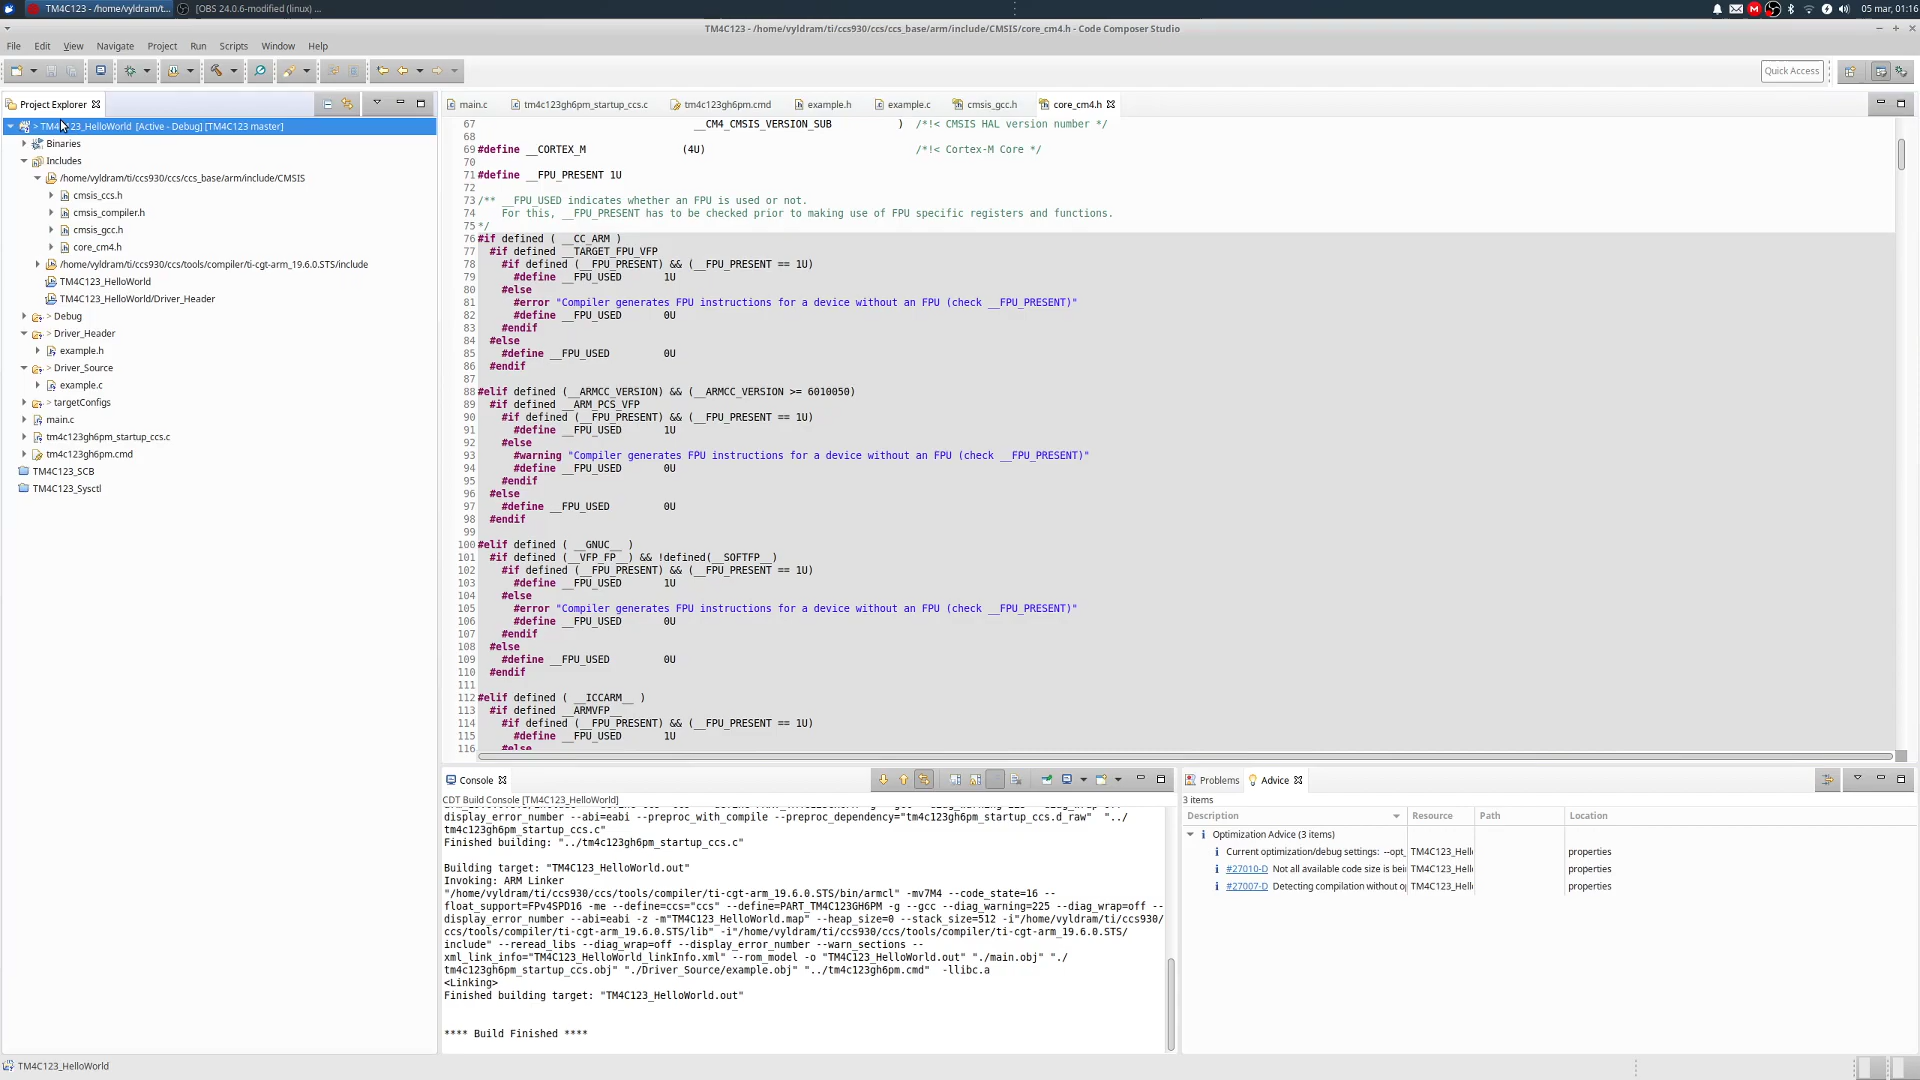 TM4C123 - /home/vyldram/t...
[OBS 24.0.6-modified (linux) ...
05 mar, 01:16
TM4C123 - /home/vyldram/ti/ccs930/ccs/ccs_base/arm/include/CMSIS/core_cm4.h - Code Composer Studio
File Edit View Navigate Project Run Scripts Window Help
Quick Access
Project Explorer
> TM4C123_HelloWorld [Active - Debug] [TM4C123 master]
Binaries
Includes
/home/vyldram/ti/ccs930/ccs/ccs_base/arm/include/CMSIS
cmsis_ccs.h
cmsis_compiler.h
cmsis_gcc.h
core_cm4.h
/home/vyldram/ti/ccs930/ccs/tools/compiler/ti-cgt-arm_19.6.0.STS/include
TM4C123_HelloWorld
TM4C123_HelloWorld/Driver_Header
> Debug
> Driver_Header
example.h
> Driver_Source
example.c
> targetConfigs
main.c
tm4c123gh6pm_startup_ccs.c
tm4c123gh6pm.cmd
TM4C123_SCB
TM4C123_Sysctl
main.c tm4c123gh6pm_startup_ccs.c tm4c123gh6pm.cmd example.h example.c cmsis_gcc.h core_cm4.h
67 __CM4_CMSIS_VERSION_SUB ) /*!< CMSIS HAL version number */
68
69 #define __CORTEX_M (4U) /*!< Cortex-M Core */
70
71 #define __FPU_PRESENT 1U
72
73 /** __FPU_USED indicates whether an FPU is used or not.
74 For this, __FPU_PRESENT has to be checked prior to making use of FPU specific registers and functions.
75 */
76 #if defined ( __CC_ARM )
77 #if defined __TARGET_FPU_VFP
78 #if defined (__FPU_PRESENT) && (__FPU_PRESENT == 1U)
79 #define __FPU_USED 1U
80 #else
81 #error "Compiler generates FPU instructions for a device without an FPU (check __FPU_PRESENT)"
82 #define __FPU_USED 0U
83 #endif
84 #else
85 #define __FPU_USED 0U
86 #endif
87
88 #elif defined (__ARMCC_VERSION) && (__ARMCC_VERSION >= 6010050)
89 #if defined __ARM_PCS_VFP
90 #if defined (__FPU_PRESENT) && (__FPU_PRESENT == 1U)
91 #define __FPU_USED 1U
92 #else
93 #warning "Compiler generates FPU instructions for a device without an FPU (check __FPU_PRESENT)"
94 #define __FPU_USED 0U
95 #endif
96 #else
97 #define __FPU_USED 0U
98 #endif
99
100 #elif defined ( __GNUC__ )
101 #if defined (__VFP_FP__) && !defined(__SOFTFP__)
102 #if defined (__FPU_PRESENT) && (__FPU_PRESENT == 1U)
103 #define __FPU_USED 1U
104 #else
105 #error "Compiler generates FPU instructions for a device without an FPU (check __FPU_PRESENT)"
106 #define __FPU_USED 0U
107 #endif
108 #else
109 #define __FPU_USED 0U
110 #endif
111
112 #elif defined ( __ICCARM__ )
113 #if defined __ARMVFP__
114 #if defined (__FPU_PRESENT) && (__FPU_PRESENT == 1U)
115 #define __FPU_USED 1U
116 #else
Console
CDT Build Console [TM4C123_HelloWorld]
display_error_number --abi=eabi --preproc_with_compile --preproc_dependency="tm4c123gh6pm_startup_ccs.d_raw" "../
tm4c123gh6pm_startup_ccs.c"
Finished building: "../tm4c123gh6pm_startup_ccs.c"
Building target: "TM4C123_HelloWorld.out"
Invoking: ARM Linker
"/home/vyldram/ti/ccs930/ccs/tools/compiler/ti-cgt-arm_19.6.0.STS/bin/armcl" -mv7M4 --code_state=16 --
float_support=FPv4SPD16 -me --define=ccs="ccs" --define=PART_TM4C123GH6PM -g --gcc --diag_warning=225 --diag_wrap=off --
display_error_number --abi=eabi -z -m"TM4C123_HelloWorld.map" --heap_size=0 --stack_size=512 -i"/home/vyldram/ti/ccs930/
ccs/tools/compiler/ti-cgt-arm_19.6.0.STS/lib" -i"/home/vyldram/ti/ccs930/ccs/tools/compiler/ti-cgt-arm_19.6.0.STS/
include" --reread_libs --diag_wrap=off --display_error_number --warn_sections --
xml_link_info="TM4C123_HelloWorld_linkInfo.xml" --rom_model -o "TM4C123_HelloWorld.out" "./main.obj" "./
tm4c123gh6pm_startup_ccs.obj" "./Driver_Source/example.obj" "../tm4c123gh6pm.cmd" -llibc.a
<Linking>
Finished building target: "TM4C123_HelloWorld.out"
**** Build Finished ****
Problems Advice
3 items
Description Resource Path Location
Optimization Advice (3 items)
Current optimization/debug settings: --opt_ TM4C123_Hell properties
#27010-D Not all available code size is bei TM4C123_Hell properties
#27007-D Detecting compilation without o TM4C123_Hell properties
TM4C123_HelloWorld